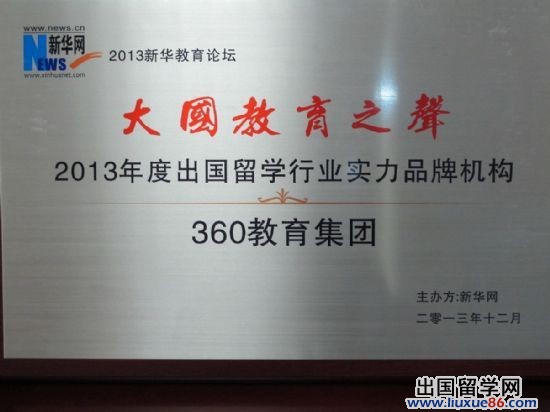 www.news.cn
新华网
NEWS
www.xinhuanet.com
2013新华教育论坛
大國教育之聲
2013年度出国留学行业实力品牌机构
360教育集团
主办方:新华网
二零一三年十二月
出国留学网
www.liuxue86.com